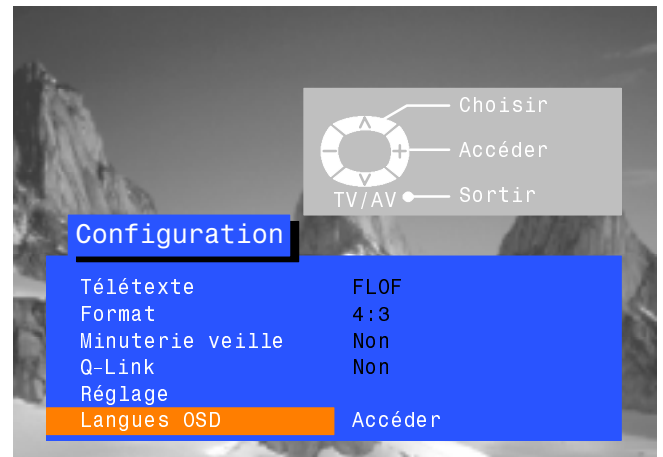 Choisir
Accéder
TV/AV Sortir
Configuration
Télétexte FLOF
Format 4:3
Minuterie veille Non
Q-Link Non
Réglage
Langues OSD Accéder